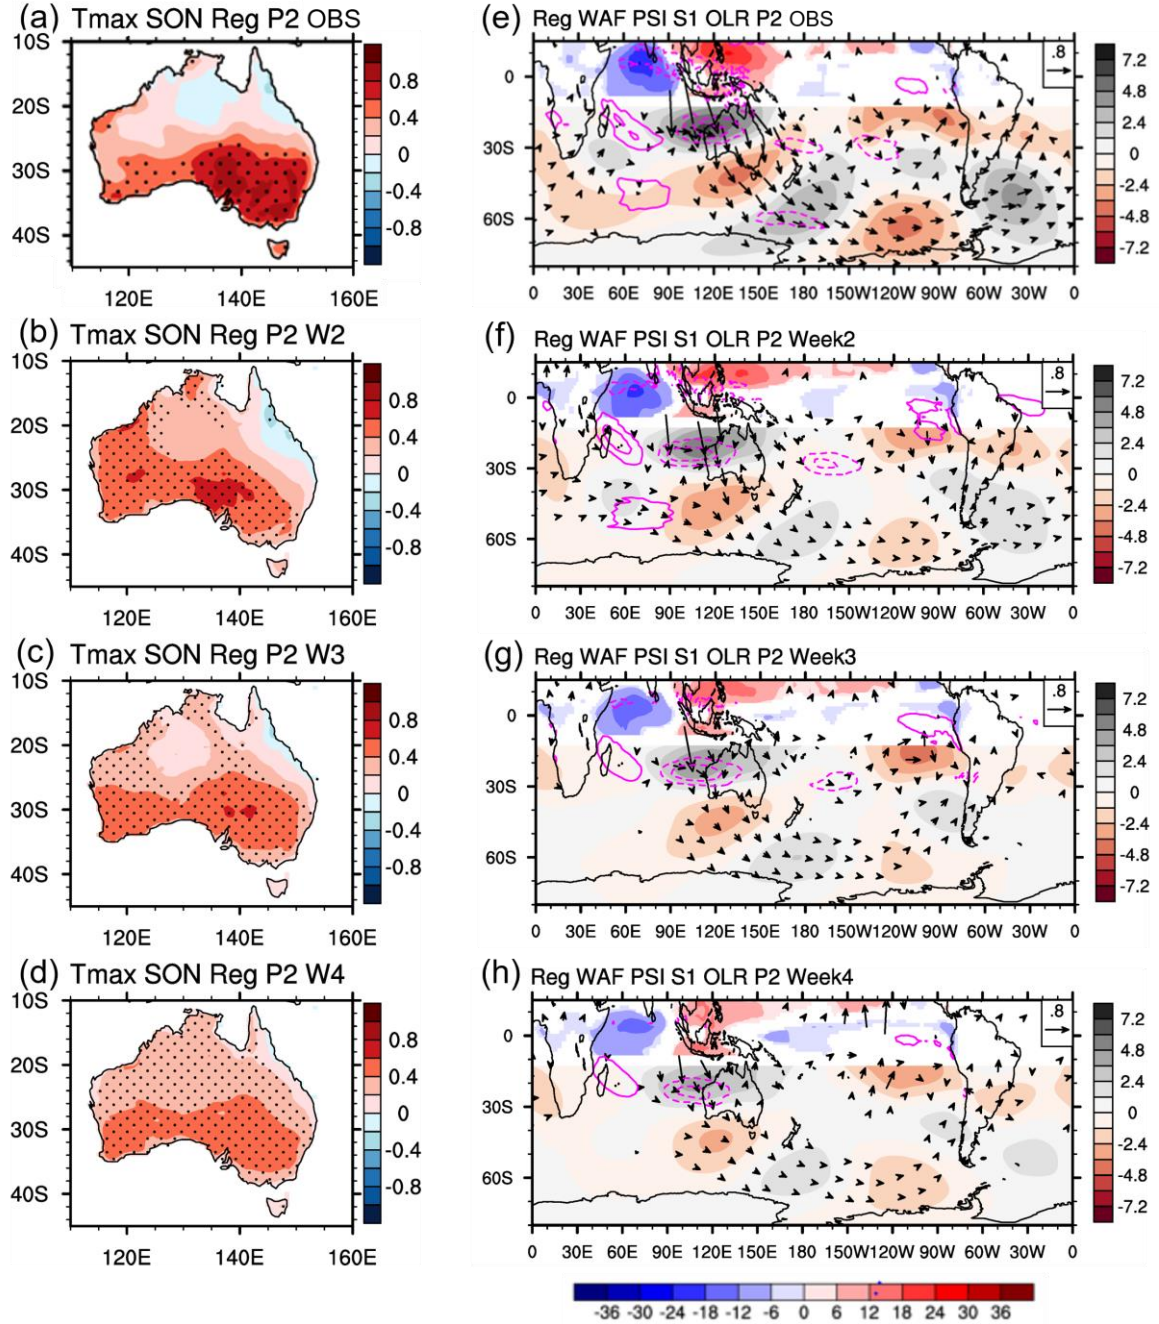 (a) Tmax SON Reg P2 OBS
10S
20S
30S
40S
120E 140E 160E
0.8
0.4
0
-0.4
-0.8
(e) Reg WAF PSI S1 OLR P2 OBS
.8
0
30S
60S
0 30E 60E 90E 120E 150E 180 150W 120W 90W 60W 30W 0
7.2
4.8
2.4
0
-2.4
-4.8
-7.2
(b) Tmax SON Reg P2 W2
10S
20S
30S
40S
120E 140E 160E
0.8
0.4
0
-0.4
-0.8
(f) Reg WAF PSI S1 OLR P2 Week2
.8
0
30S
60S
0 30E 60E 90E 120E 150E 180 150W 120W 90W 60W 30W 0
7.2
4.8
2.4
0
-2.4
-4.8
-7.2
(c) Tmax SON Reg P2 W3
10S
20S
30S
40S
120E 140E 160E
0.8
0.4
0
-0.4
-0.8
(g) Reg WAF PSI S1 OLR P2 Week3
.8
0
30S
60S
0 30E 60E 90E 120E 150E 180 150W 120W 90W 60W 30W 0
7.2
4.8
2.4
0
-2.4
-4.8
-7.2
(d) Tmax SON Reg P2 W4
10S
20S
30S
40S
120E 140E 160E
0.8
0.4
0
-0.4
-0.8
(h) Reg WAF PSI S1 OLR P2 Week4
.8
0
30S
60S
0 30E 60E 90E 120E 150E 180 150W 120W 90W 60W 30W 0
7.2
4.8
2.4
0
-2.4
-4.8
-7.2
-36 -30 -24 -18 -12 -6 0 6 12 18 24 30 36